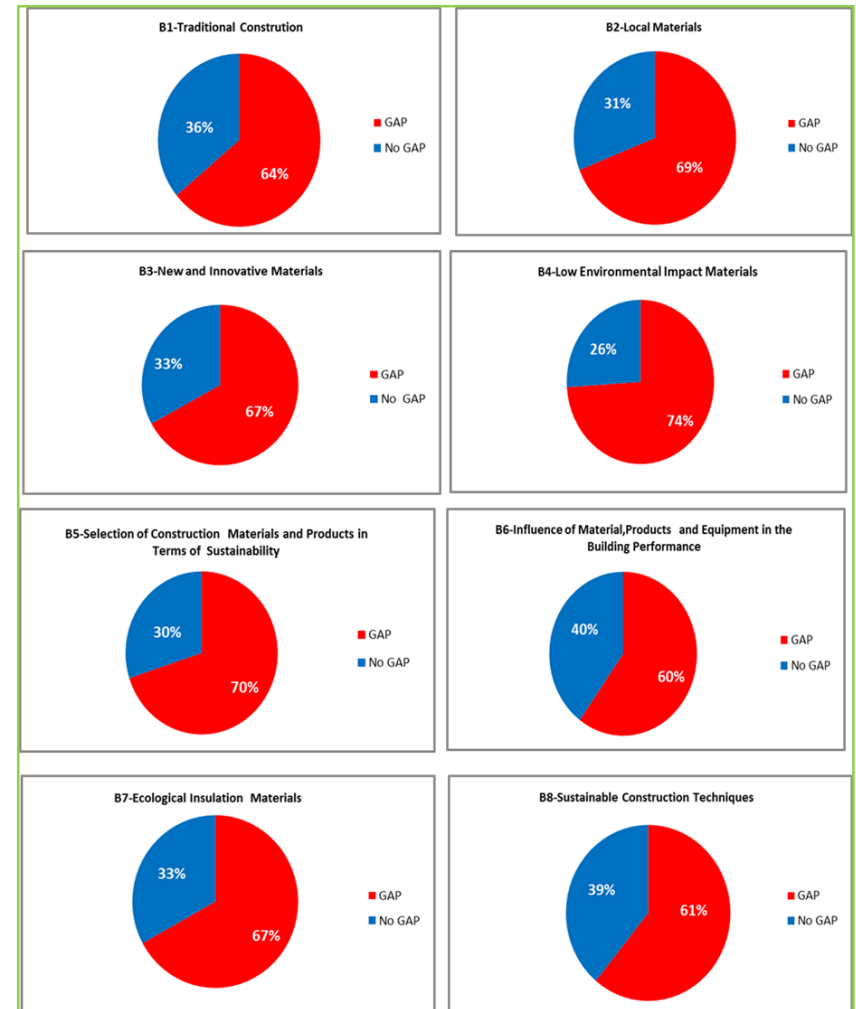 B1-Traditional Constrution
36%
64%
GAP
No GAP
B2-Local Materials
31%
69%
GAP
No GAP
B3-New and Innovative Materials
33%
67%
GAP
No GAP
B4-Low Environmental Impact Materials
26%
74%
GAP
No GAP
B5-Selection of Construction Materials and Products in
Terms of Sustainability
30%
70%
GAP
No GAP
B6-Influence of Material,Products and Equipment in the
Building Performance
40%
60%
GAP
No GAP
B7-Ecological Insulation Materials
33%
67%
GAP
No GAP
B8-Sustainable Construction Techniques
39%
61%
GAP
No GAP